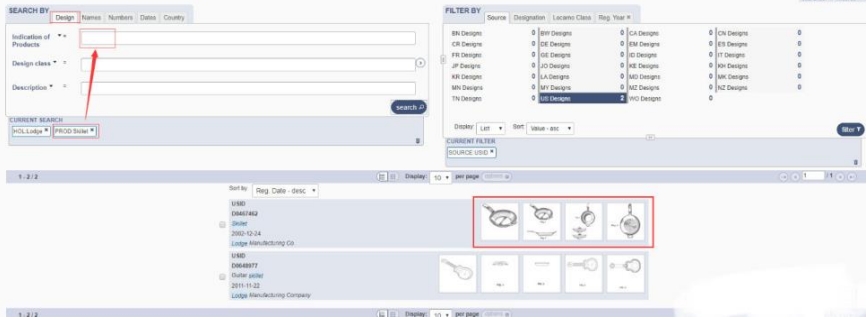 SEARCH BY
Design Names Numbers Dates Country
Indication of Products =
Design class =
Description =
search
CURRENT SEARCH
HOL:Lodge × PROD:Skillet ×
FILTER BY
Source Designation Locarno Class Reg. Year
BN Designs 0 BW Designs 0 CA Designs 0 CN Designs 0
CR Designs 0 DE Designs 0 EM Designs 0 ES Designs 0
FR Designs 0 GE Designs 0 ID Designs 0 IT Designs 0
JP Designs 0 JO Designs 0 KE Designs 0 KH Designs 0
KR Designs 0 LA Designs 0 MD Designs 0 MK Designs 0
MN Designs 0 MY Designs 0 MZ Designs 0 NZ Designs 0
TN Designs 0 US Designs 2 WO Designs 0
Display: List Sort: Value - asc
filter
CURRENT FILTER
SOURCE:USID ×
1 - 2 / 2 Display: 10 per page 1 / 1
Sort by: Reg. Date - desc
USID
D0467462
Skillet
2002-12-24
Lodge Manufacturing Co
USID
D0649977
Guitar skillet
2011-11-22
Lodge Manufacturing Company
1 - 2 / 2 Display: 10 per page